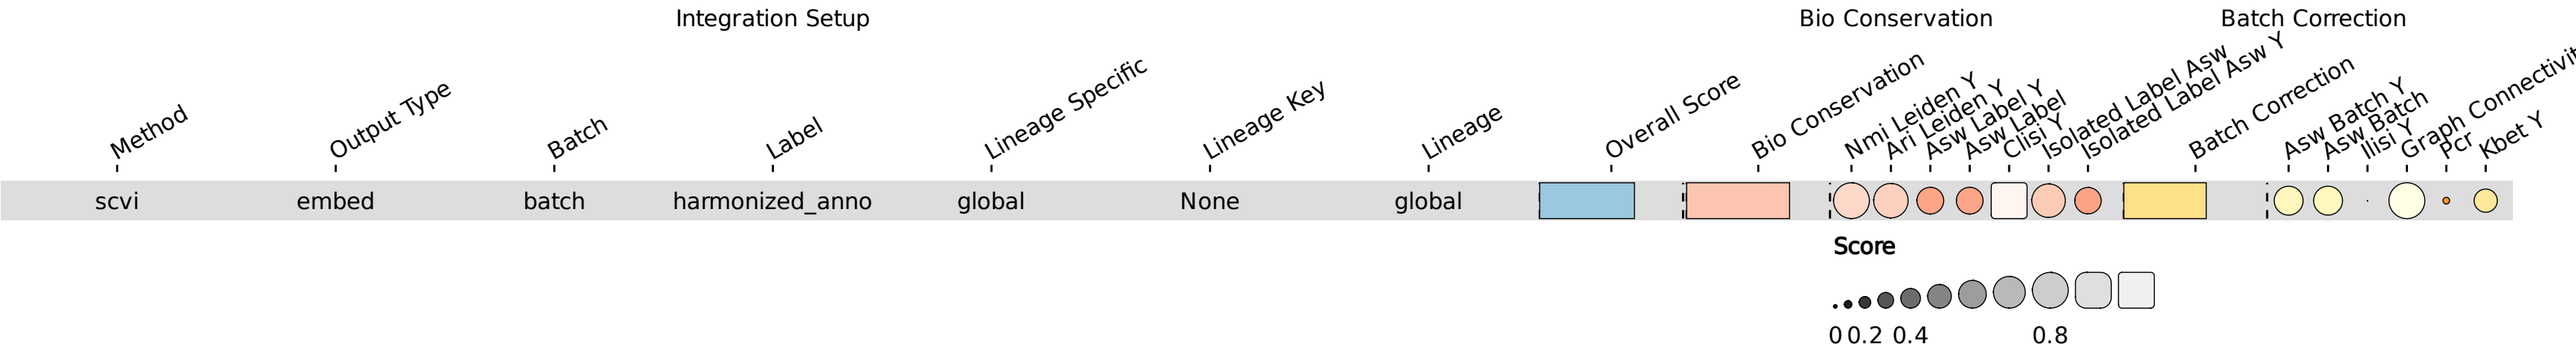 Integration Setup
Bio Conservation
Batch Correction
Method
Output Type
Batch
Label
Lineage Specific
Lineage Key
Lineage
Overall Score
Bio Conservation
Nmi Leiden Y
Ari Leiden Y
Asw Label Y
Asw Label
Clisi Y
Isolated Label Asw
Isolated Label Asw Y
Batch Correction
Asw Batch Y
Asw Batch
Ilisi Y
Graph
Pcr
Kbet Y
scvi embed batch harmonized_anno global None global
Score
0 0.2 0.4 0.8